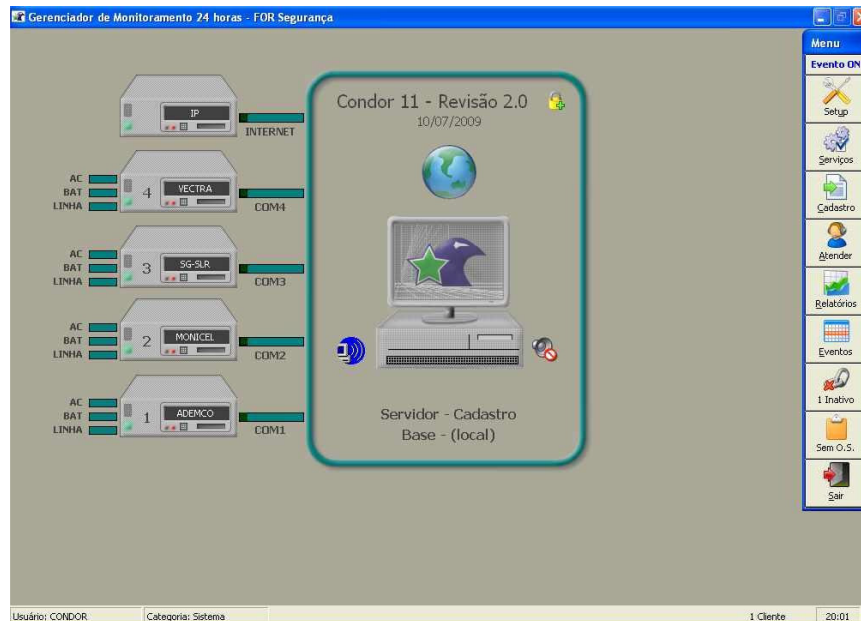 Gerenciador de Monitoramento 24 horas - FOR Segurança
Menu
Evento ON
Setup
Serviços
Cadastro
Atender
Relatórios
Eventos
1 Inativo
Sem O.S.
Sair
IP
INTERNET
AC
BAT
LINHA
4
VECTRA
COM4
AC
BAT
LINHA
3
SG-SLR
COM3
AC
BAT
LINHA
2
MONICEL
COM2
AC
BAT
LINHA
1
ADEMCO
COM1
Condor 11 - Revisão 2.0
10/07/2009
Servidor - Cadastro
Base - (local)
Usuário: CONDOR
Categoria: Sistema
1 Cliente
20:01